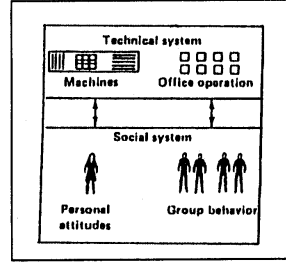 Technical system
Machines
Office operation
Social system
Personal
attitudes
Group behavior